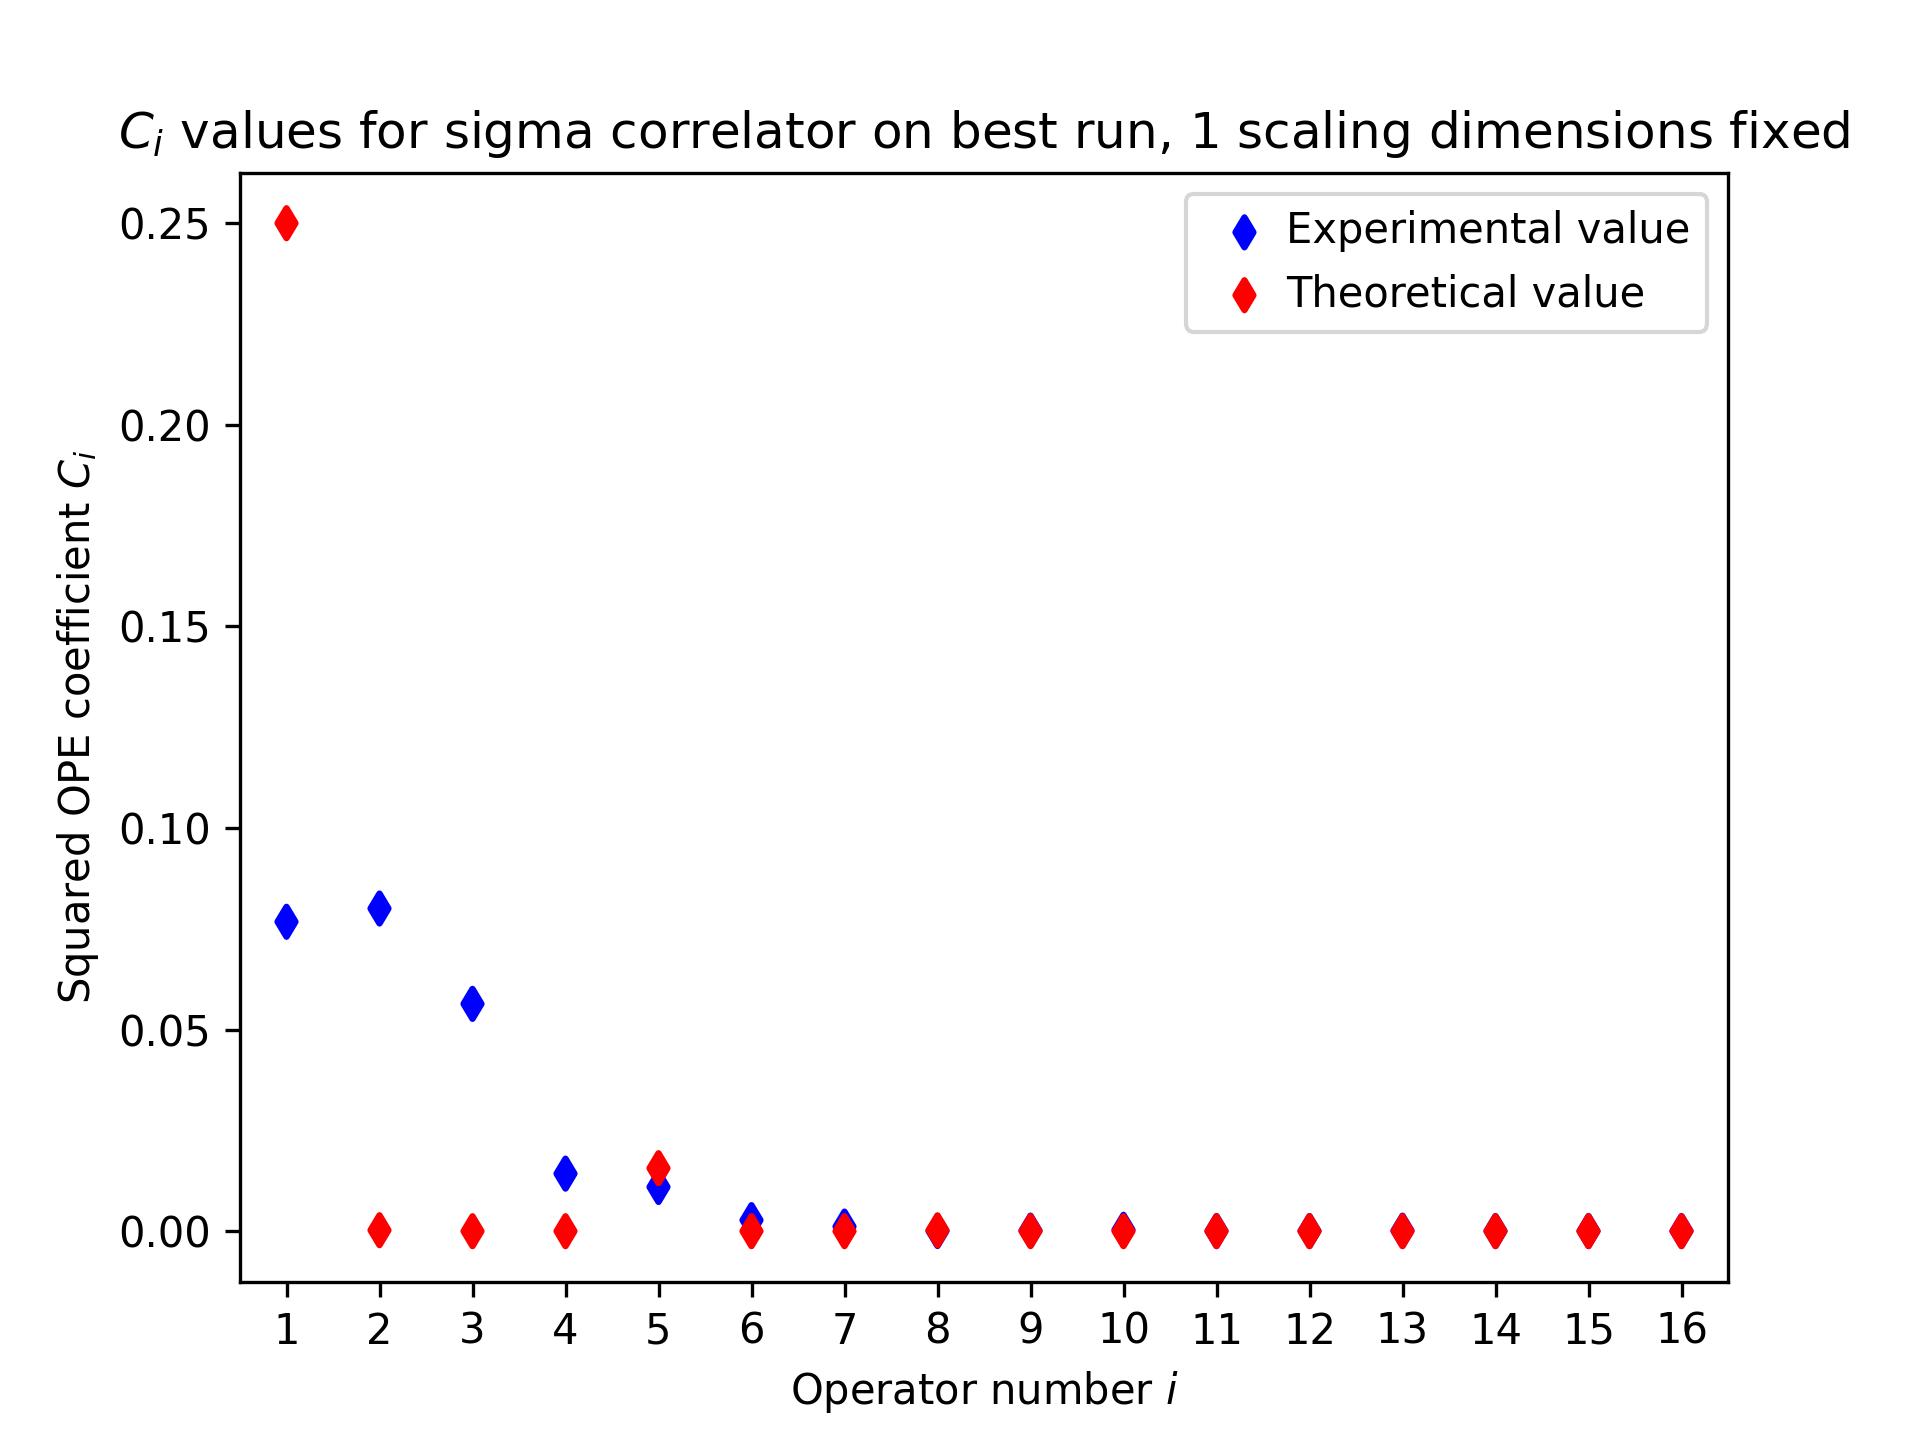 C_i values for sigma correlator on best run, 1 scaling dimensions fixed
Experimental value
Theoretical value
Squared OPE coefficient C_i
0.25
0.20
0.15
0.10
0.05
0.00
1 2 3 4 5 6 7 8 9 10 11 12 13 14 15 16
Operator number i